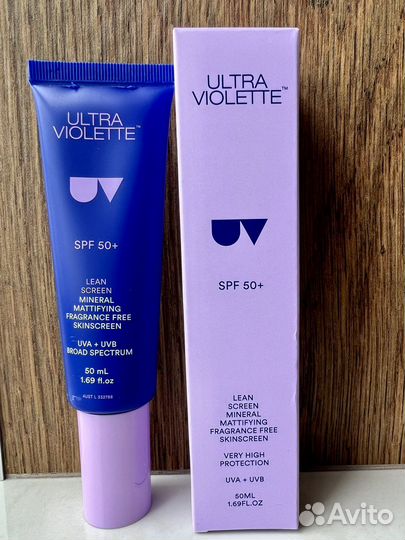 ULTRA
VIOLETTE™
UV
SPF 50+
LEAN
SCREEN
MINERAL
MATTIFYING
FRAGRANCE FREE
SKINSCREEN
UVA + UVB
BROAD SPECTRUM
50 mL
1.69 fl.oz
AUST L 333788
ULTRA
VIOLETTE™
UV
SPF 50+
LEAN
SCREEN
MINERAL
MATTIFYING
FRAGRANCE FREE
SKINSCREEN
VERY HIGH
PROTECTION
UVA + UVB
50ML
1.69FL.OZ
Avito